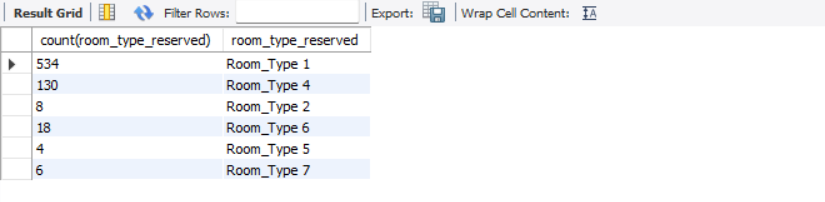 Result Grid Filter Rows: Export: Wrap Cell Content:
count(room_type_reserved) room_type_reserved
534 Room_Type 1
130 Room_Type 4
8 Room_Type 2
18 Room_Type 6
4 Room_Type 5
6 Room_Type 7